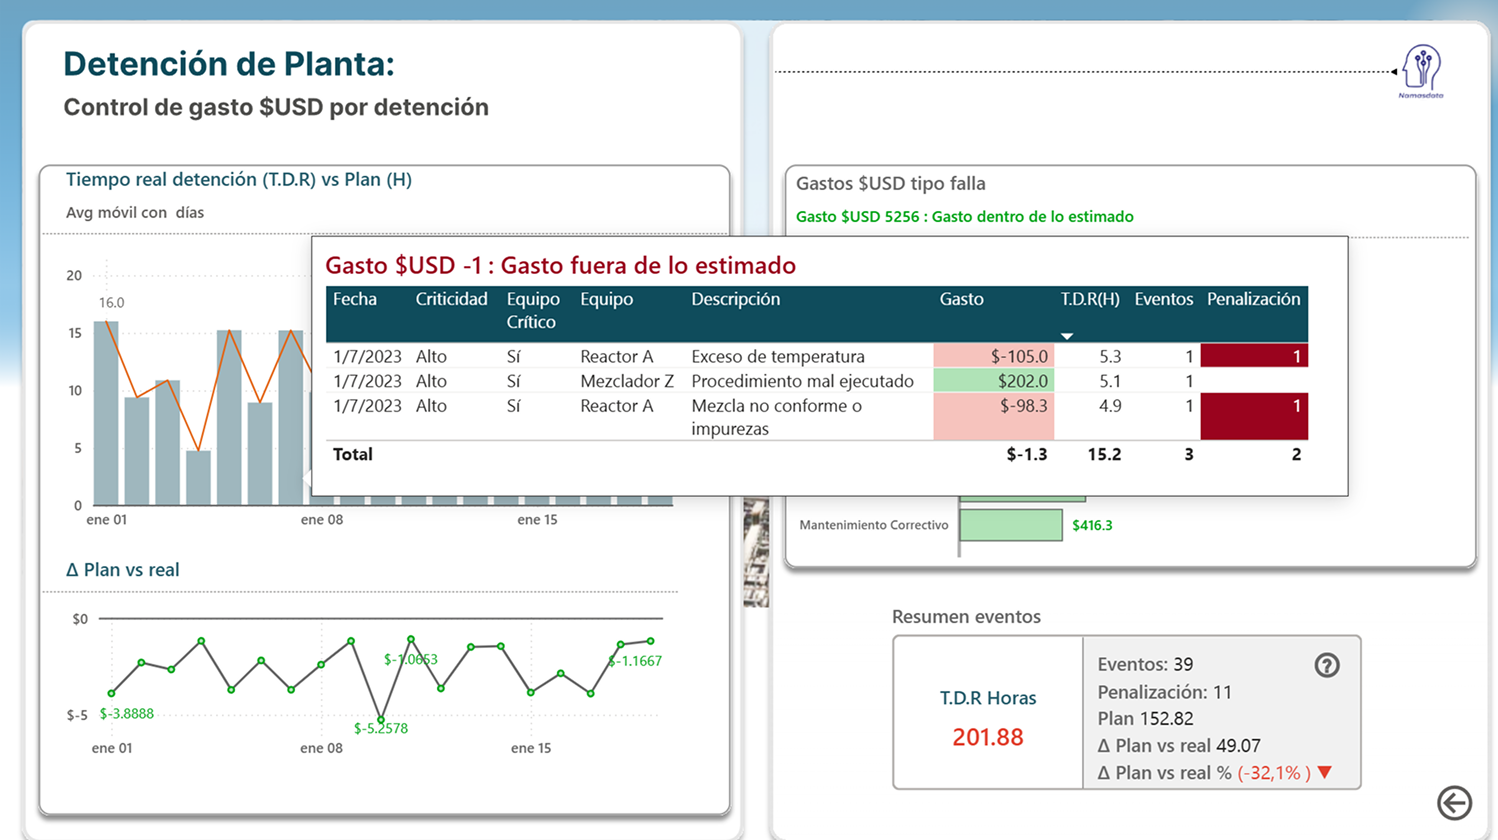 Detención de Planta:
Control de gasto $USD por detención
Namasdata
Tiempo real detención (T.D.R) vs Plan (H)
Avg móvil con días
20
16.0
15
10
5
0
ene 01
ene 08
ene 15
Δ Plan vs real
$0
$-5
$-3.8888
$-5.2578
$-1.0653
$-1.1667
ene 01
ene 08
ene 15
Gastos $USD tipo falla
Gasto $USD 5256 : Gasto dentro de lo estimado
Gasto $USD -1 : Gasto fuera de lo estimado
Fecha Criticidad Equipo Crítico Equipo Descripción Gasto T.D.R(H) Eventos Penalización
1/7/2023 Alto Sí Reactor A Exceso de temperatura $-105.0 5.3 1 1
1/7/2023 Alto Sí Mezclador Z Procedimiento mal ejecutado $202.0 5.1 1
1/7/2023 Alto Sí Reactor A Mezcla no conforme o impurezas $-98.3 4.9 1 1
Total $-1.3 15.2 3 2
Mantenimiento Correctivo $416.3
Resumen eventos
T.D.R Horas
201.88
Eventos: 39
?
Penalización: 11
Plan 152.82
Δ Plan vs real 49.07
Δ Plan vs real % (-32,1% ) ▼